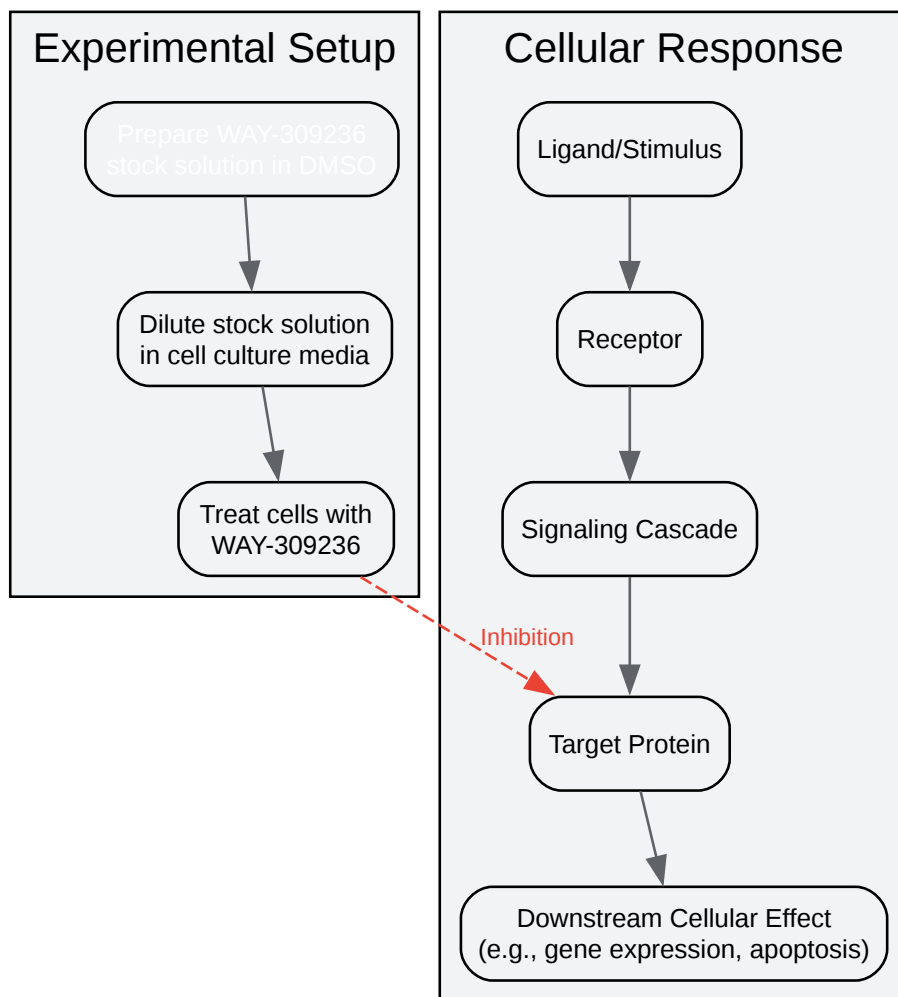 Experimental Setup
Prepare WAY-309236
stock solution in DMSO
Dilute stock solution
in cell culture media
Treat cells with
WAY-309236
Inhibition
Cellular Response
Ligand/Stimulus
Receptor
Signaling Cascade
Target Protein
Downstream Cellular Effect
(e.g., gene expression, apoptosis)